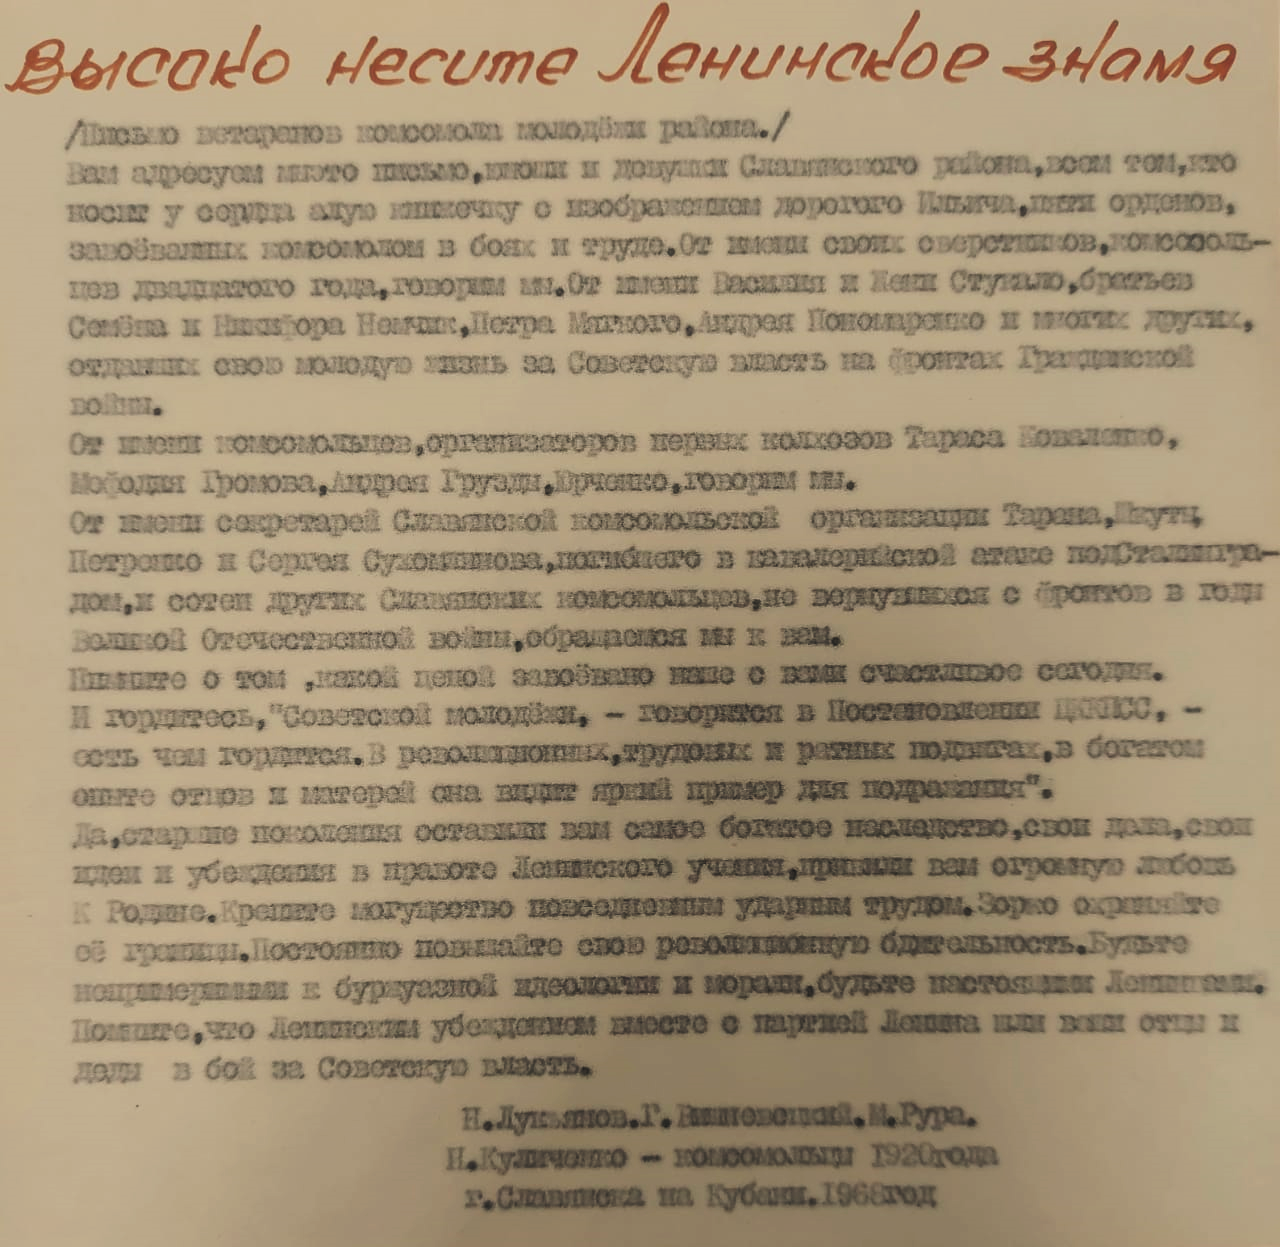 Высоко несите Ленинское знамя
/Письмо ветеранов комсомола молодёжи района./
Вам адресуем мы это письмо, юноши и девушки Славянского района, всем тем, кто
носит у сердца алую книжечку с изображением дорогого Ильича, пяти орденов,
завоёванных комсомолом в боях и труде. От имени своих сверстников, комсомоль-
цев двадцатого года, говорим мы. От имени Василия и Жени Стукало, братьев
Семёна и Никифора Немчик, Петра Мягкого, Андрея Пономаренко и многих других,
отдавших свою молодую жизнь за Советскую власть на фронтах Гражданской
войны.
От имени комсомольцев, организаторов первых колхозов Тараса Коваленко,
Мефодия Громова, Андрея Груздя, Юрченко, говорим мы.
От имени секретарей Славянской комсомольской организации Тарана,
Петренко и Сергея Сухомлинова, погибшего в кавалерийской атаке подСталингра-
дом, и сотен других Славянских комсомольцев, не вернувшихся с фронтов в годы
Великой Отечественной войны, обращаемся мы к вам.
Пишите о том ,какой ценой завоёвано наше с вами счастливое сегодня.
И гордитесь, "Советской молодёжи, - говорится в Постановлении ЦККПСС, -
есть чем гордится. В революционных, трудовых и ратных подвигах, в богатом
опыте отцов и матерей она видит яркий пример для подражания".
Да, старшие поколения оставили вам самое богатое наследство, свои дела, свои
идеи и убеждения в правоте Ленинского учения, привили вам огромную любовь
К Родине. Крепите могущество повседневным ударным трудом. Зорко охраняйте
её границы. Постоянно повышайте свою революционную бдительность. Будьте
непримиримыми к буржуазной идеологии и морали, будьте настоящими Ленинцами.
Помните, что Ленинским убеждением вместе с партией Ленина шли ваши отцы и
деды в бой за Советскую власть.
Н.Лукьянов. Г.Вишневецкий. М.Рура.
Н.Куличенко - комсомольцы 1920года
г.Славянска на Кубани. 1968год